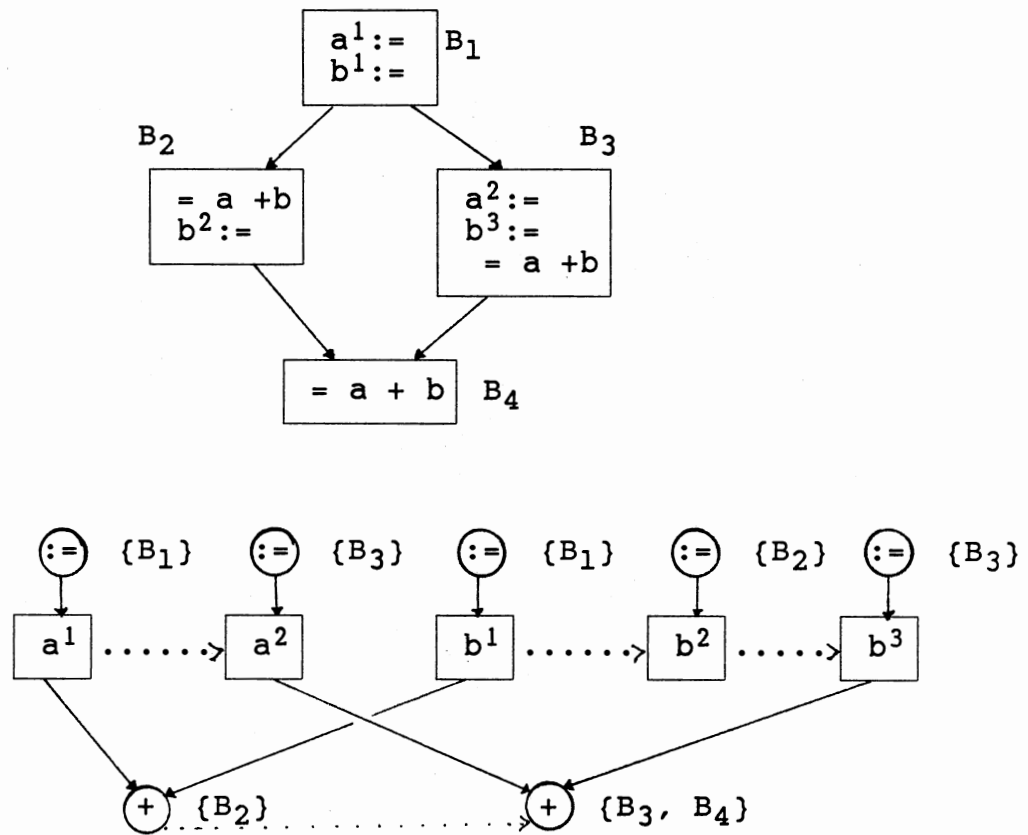 a¹:= B₁
b¹:=
B₂ B₃
= a +b
b²:=
a²:=
b³:=
= a +b
= a + b B₄
:= {B₁} := {B₃} := {B₁} := {B₂} := {B₃}
a¹ a² b¹ b² b³
+ {B₂} + {B₃, B₄}